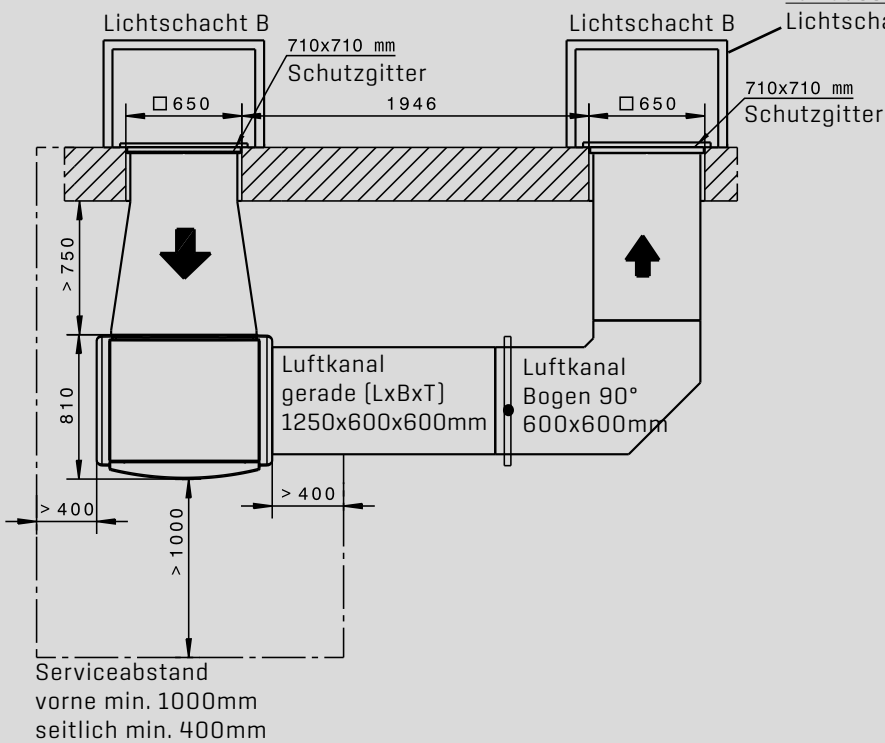 Lichtschacht B
Lichtschacht B
710x710 mm
Schutzgitter
□650
1946
□650
710x710 mm
Schutzgitter
> 750
810
Luftkanal
gerade (LxBxT)
1250x600x600mm
Luftkanal
Bogen 90°
600x600mm
> 400
> 400
> 1000
Serviceabstand
vorne min. 1000mm
seitlich min. 400mm